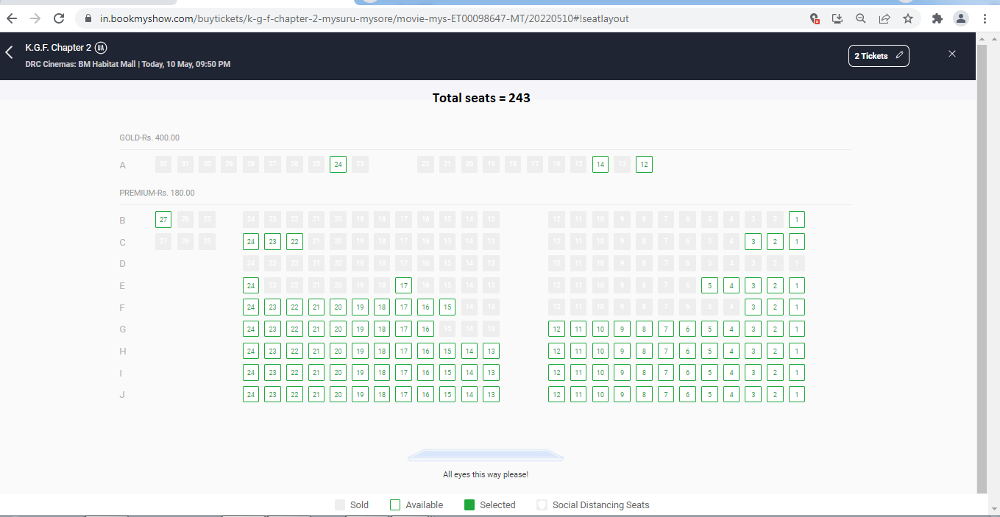 in.bookmyshow.com/buytickets/k-g-f-chapter-2-mysuru-mysore/movie-mys-ET00098647-MT/20220510#!seatlayout
K.G.F. Chapter 2 UA
2 Tickets
DRC Cinemas: BM Habitat Mall | Today, 10 May, 09:50 PM
Total seats = 243
GOLD-Rs. 400.00
A 32 31 30 29 28 27 26 25 24 23 22 21 20 19 18 17 16 15 14 13 12
PREMIUM-Rs. 180.00
B 27 26 25 24 23 22 21 20 19 18 17 16 15 14 13 12 11 10 9 8 7 6 5 4 3 2 1
C 27 26 25 24 23 22 21 20 19 18 17 16 15 14 13 12 11 10 9 8 7 6 5 4 3 2 1
D 24 23 22 21 20 19 18 17 16 15 14 13 12 11 10 9 8 7 6 5 4 3 2 1
E 24 23 22 21 20 19 18 17 16 15 14 13 12 11 10 9 8 7 6 5 4 3 2 1
F 24 23 22 21 20 19 18 17 16 15 14 13 12 11 10 9 8 7 6 5 4 3 2 1
G 24 23 22 21 20 19 18 17 16 15 14 13 12 11 10 9 8 7 6 5 4 3 2 1
H 24 23 22 21 20 19 18 17 16 15 14 13 12 11 10 9 8 7 6 5 4 3 2 1
I 24 23 22 21 20 19 18 17 16 15 14 13 12 11 10 9 8 7 6 5 4 3 2 1
J 24 23 22 21 20 19 18 17 16 15 14 13 12 11 10 9 8 7 6 5 4 3 2 1
All eyes this way please!
Sold Available Selected Social Distancing Seats